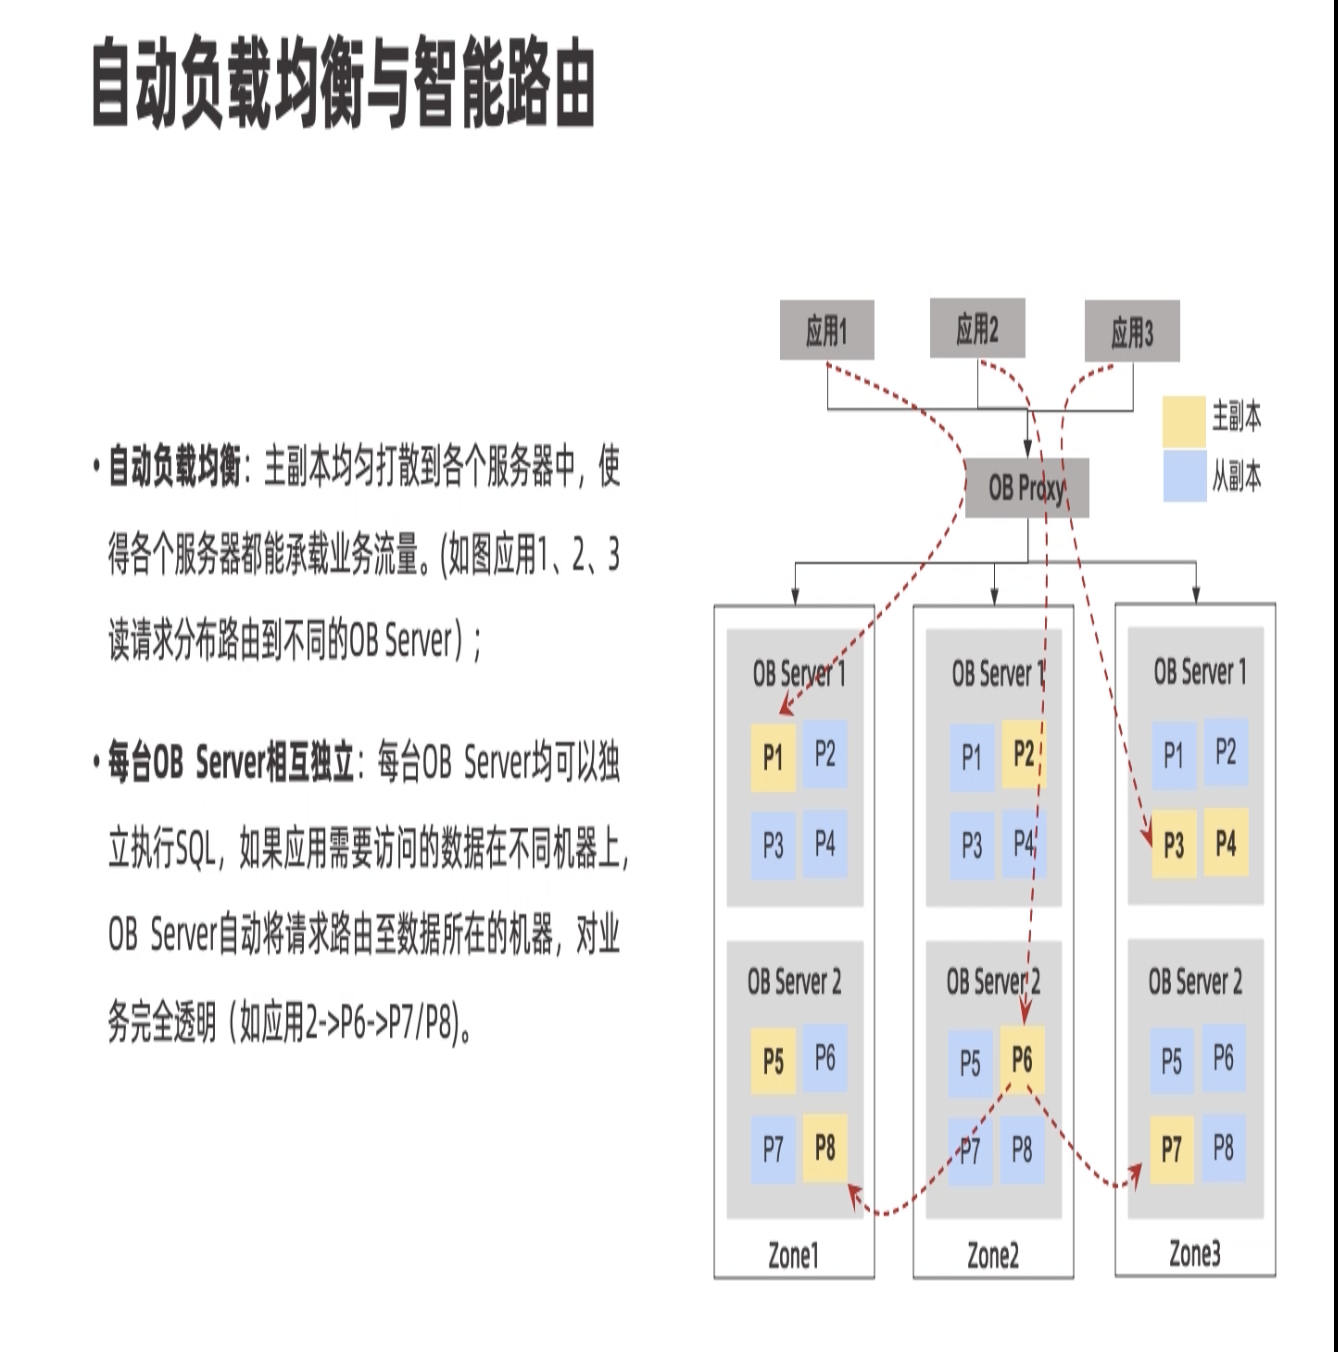 自动负载均衡与智能路由
• 自动负载均衡：主副本均匀打散到各个服务器中，使
得各个服务器都能承载业务流量。(如图应用1、2、3
读请求分布路由到不同的OB Server）；
• 每台OB Server相互独立：每台OB Server均可以独
立执行SQL，如果应用需要访问的数据在不同机器上，
OB Server自动将请求路由至数据所在的机器，对业
务完全透明（如应用2->P6->P7/P8)。
应用1
应用2
应用3
主副本
从副本
OB Proxy
OB Server 1
P1 P2
P3 P4
OB Server 2
P5 P6
P7 P8
Zone1
OB Server 1
P1 P2
P3 P4
OB Server 2
P5 P6
P7 P8
Zone2
OB Server 1
P1 P2
P3 P4
OB Server 2
P5 P6
P7 P8
Zone3